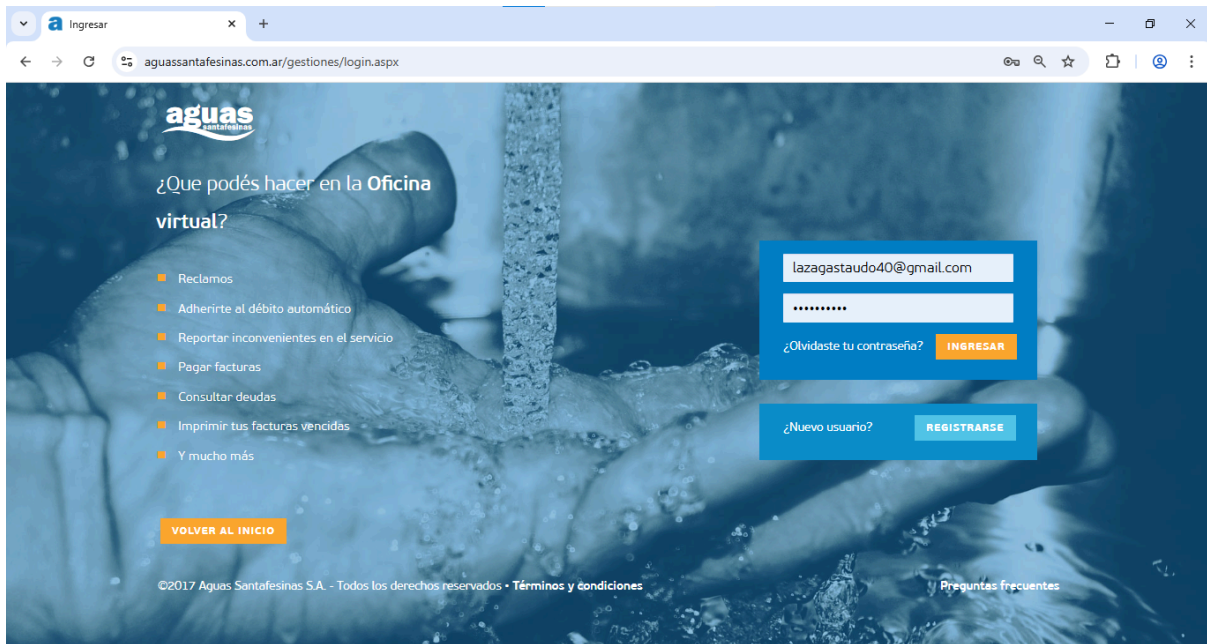 Ingresar
aguassantafesinas.com.ar/gestiones/login.aspx
aguas
santafesinas
¿Que podés hacer en la Oficina
virtual?
Reclamos
Adherirte al débito automático
Reportar inconvenientes en el servicio
Pagar facturas
Consultar deudas
Imprimir tus facturas vencidas
Y mucho más
VOLVER AL INICIO
lazagastaudo40@gmail.com
••••••••••
¿Olvidaste tu contraseña? INGRESAR
¿Nuevo usuario? REGISTRARSE
©2017 Aguas Santafesinas S.A. - Todos los derechos reservados • Términos y condiciones
Preguntas frecuentes